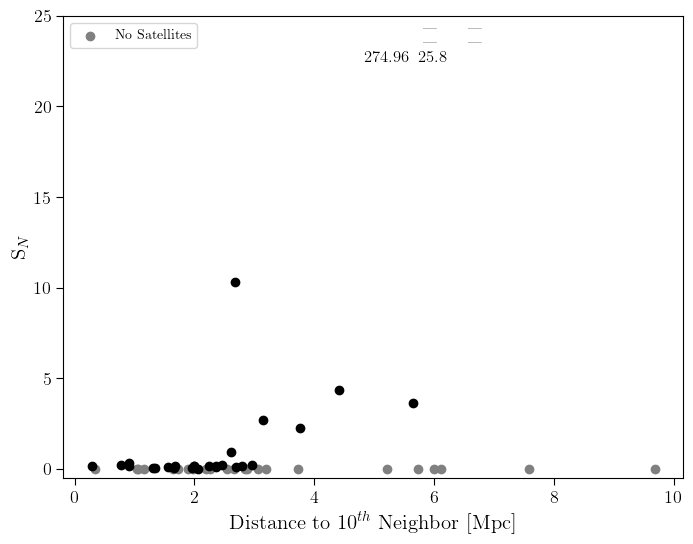 25
No Satellites
— —
— —
274.96 25.8
20
15
10
5
0
S_N
0 2 4 6 8 10
Distance to 10^th Neighbor [Mpc]